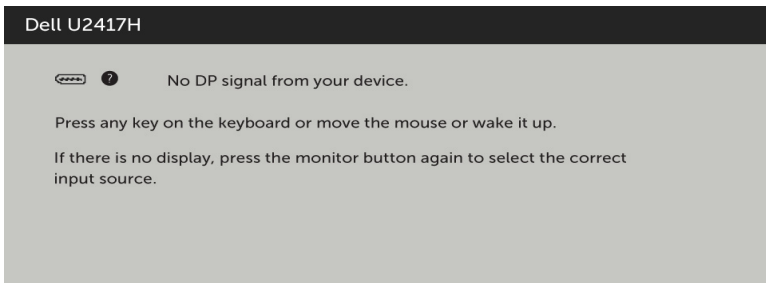 Dell U2417H
? No DP signal from your device.
Press any key on the keyboard or move the mouse or wake it up.
If there is no display, press the monitor button again to select the correct
input source.